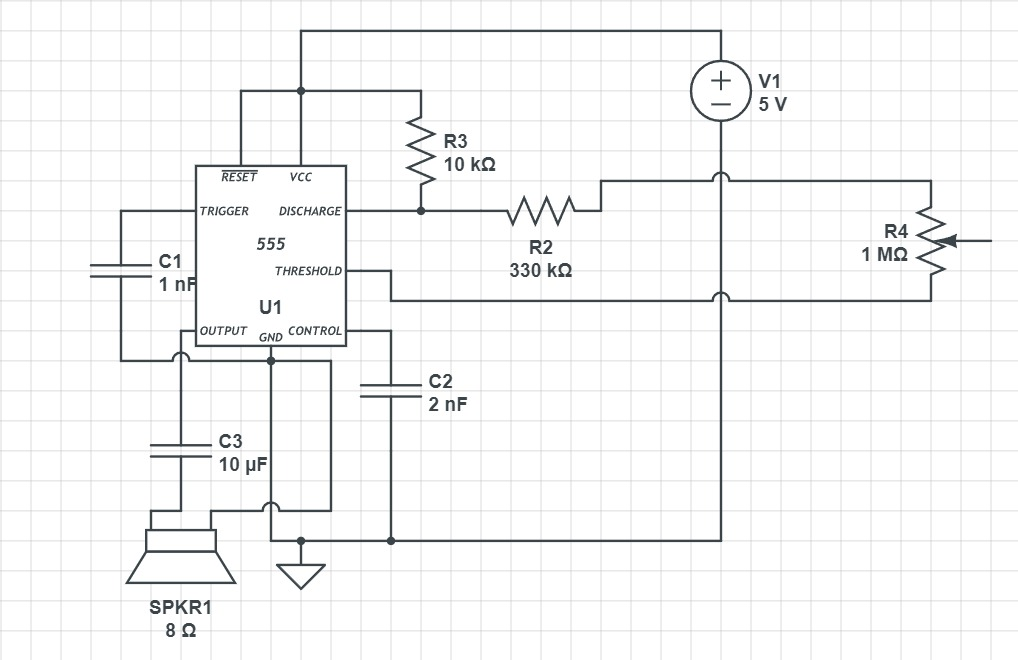 V1
5 V
R3
10 kΩ
RESET
VCC
TRIGGER
DISCHARGE
555
R2
330 kΩ
R4
1 MΩ
C1
1 nF
THRESHOLD
U1
OUTPUT
GND
CONTROL
C2
2 nF
C3
10 µF
SPKR1
8 Ω